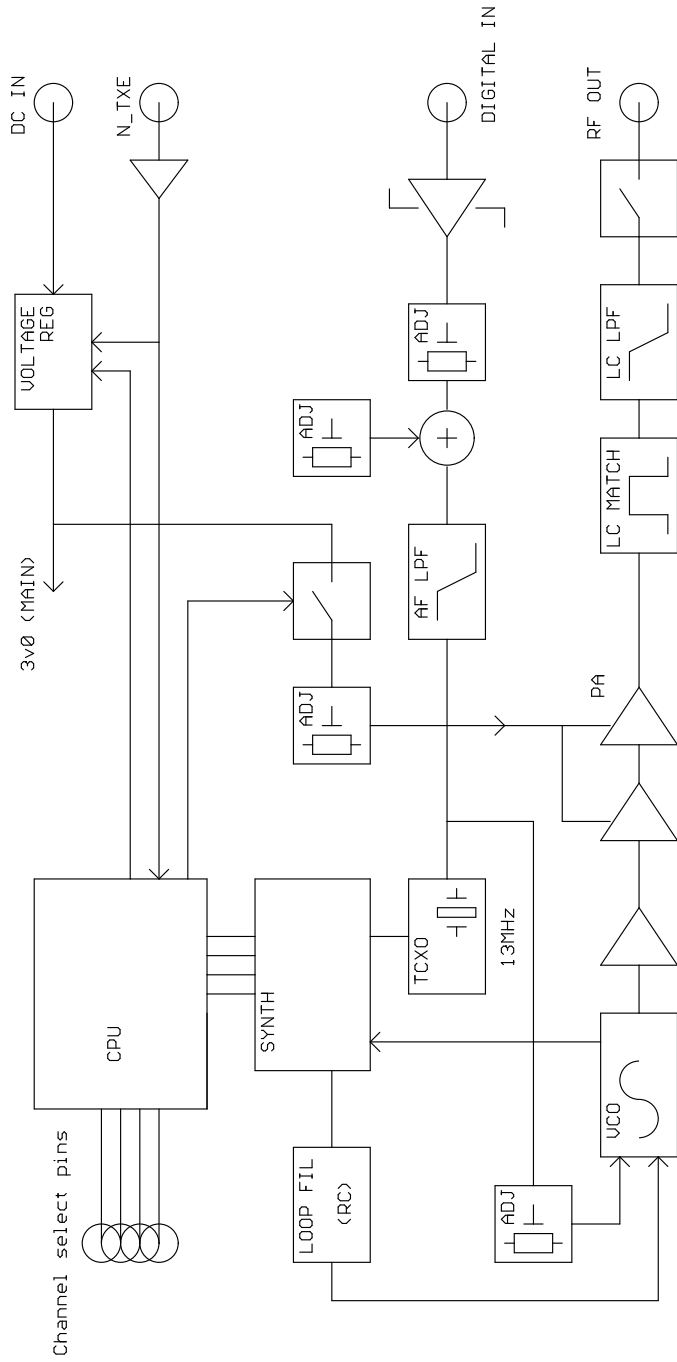 Channel select pins
CPU
3v0 (MAIN)
VOLTAGE
REG
DC IN
N_TXE
SYNTH
LOOP FIL
(RC)
ADJ
ADJ
TCXO
13MHz
AF LPF
+
ADJ
DIGITAL IN
ADJ
VCO
PA
LC MATCH
LC LPF
RF OUT